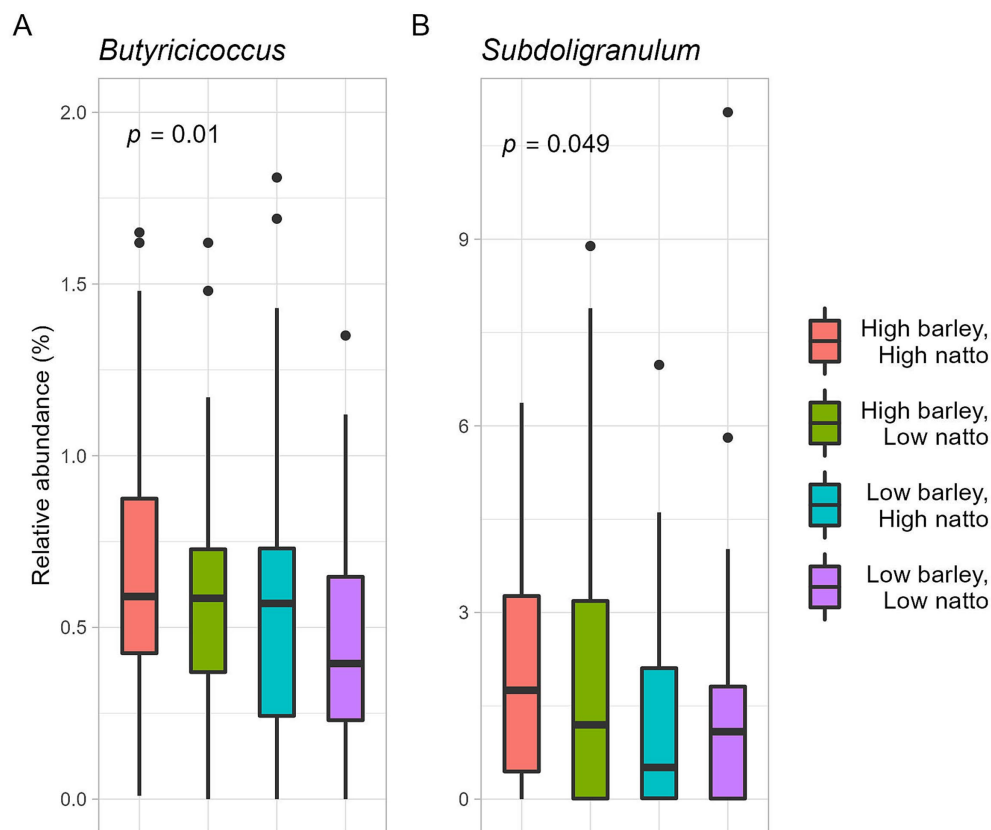 A
Butyricicoccus
p = 0.01
2.0
1.5
1.0
0.5
0.0
Relative abundance (%)
B
Subdoligranulum
p = 0.049
9
6
3
0
High barley,
High natto
High barley,
Low natto
Low barley,
High natto
Low barley,
Low natto